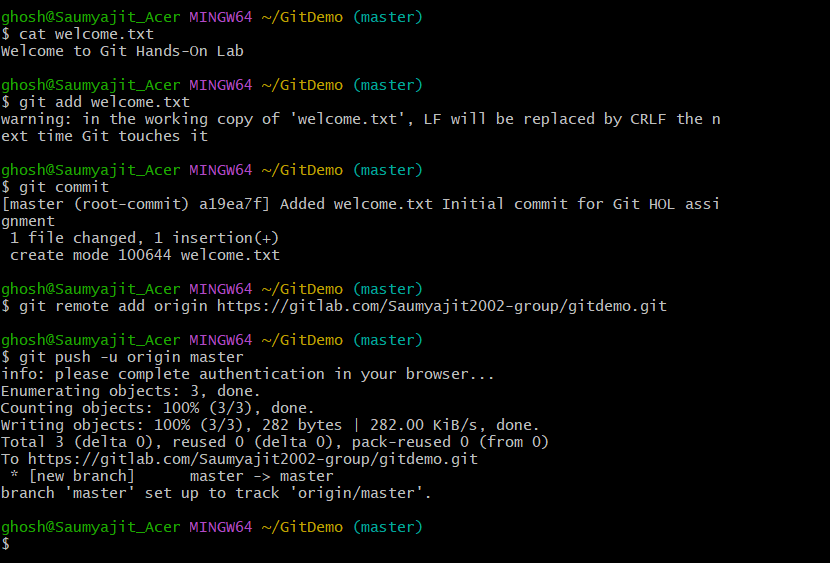 ghosh@Saumyajit_Acer MINGW64 ~/GitDemo (master)
$ cat welcome.txt
Welcome to Git Hands-On Lab
ghosh@Saumyajit_Acer MINGW64 ~/GitDemo (master)
$ git add welcome.txt
warning: in the working copy of 'welcome.txt', LF will be replaced by CRLF the n
ext time Git touches it
ghosh@Saumyajit_Acer MINGW64 ~/GitDemo (master)
$ git commit
[master (root-commit) a19ea7f] Added welcome.txt Initial commit for Git HOL assi
gnment
 1 file changed, 1 insertion(+)
 create mode 100644 welcome.txt
ghosh@Saumyajit_Acer MINGW64 ~/GitDemo (master)
$ git remote add origin https://gitlab.com/Saumyajit2002-group/gitdemo.git
ghosh@Saumyajit_Acer MINGW64 ~/GitDemo (master)
$ git push -u origin master
info: please complete authentication in your browser...
Enumerating objects: 3, done.
Counting objects: 100% (3/3), done.
Writing objects: 100% (3/3), 282 bytes | 282.00 KiB/s, done.
Total 3 (delta 0), reused 0 (delta 0), pack-reused 0 (from 0)
To https://gitlab.com/Saumyajit2002-group/gitdemo.git
 * [new branch]      master -> master
branch 'master' set up to track 'origin/master'.
ghosh@Saumyajit_Acer MINGW64 ~/GitDemo (master)
$